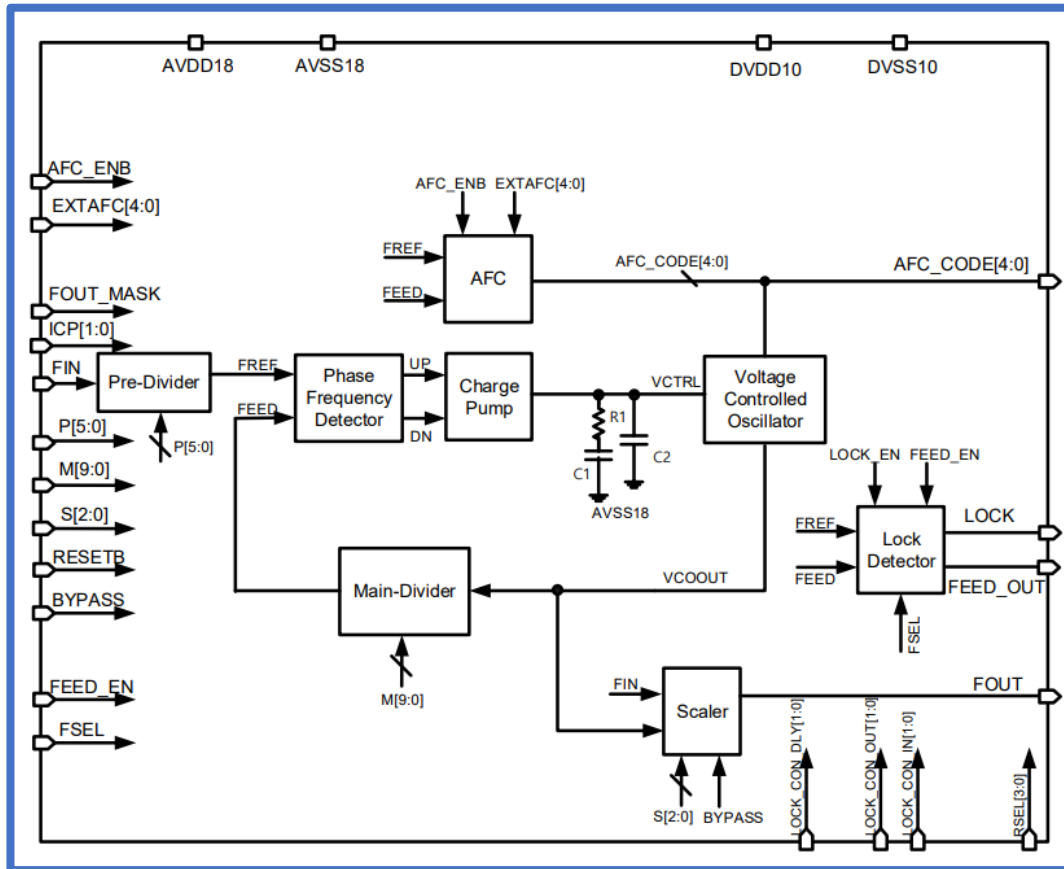 AVDD18
AVSS18
DVDD10
DVSS10
AFC_ENB
EXTAFC[4:0]
FOUT_MASK
ICP[1:0]
FIN
P[5:0]
M[9:0]
S[2:0]
RESETB
BYPASS
FEED_EN
FSEL
AFC_ENB EXTAFC[4:0]
FREF
FEED
AFC
AFC_CODE[4:0]
AFC_CODE[4:0]
Pre-Divider
P[5:0]
FREF
FEED
Phase
Frequency
Detector
UP
DN
Charge
Pump
R1
C1
C2
AVSS18
VCTRL
Voltage
Controlled
Oscillator
LOCK_EN FEED_EN
FREF
FEED
Lock
Detector
FSEL
LOCK
FEED_OUT
Main-Divider
M[9:0]
VCOOUT
FIN
Scaler
S[2:0] BYPASS
FOUT
LOCK_CON_DLY[1:0]
LOCK_CON_OUT[1:0]
LOCK_CON_IN[1:0]
RSEL[3:0]